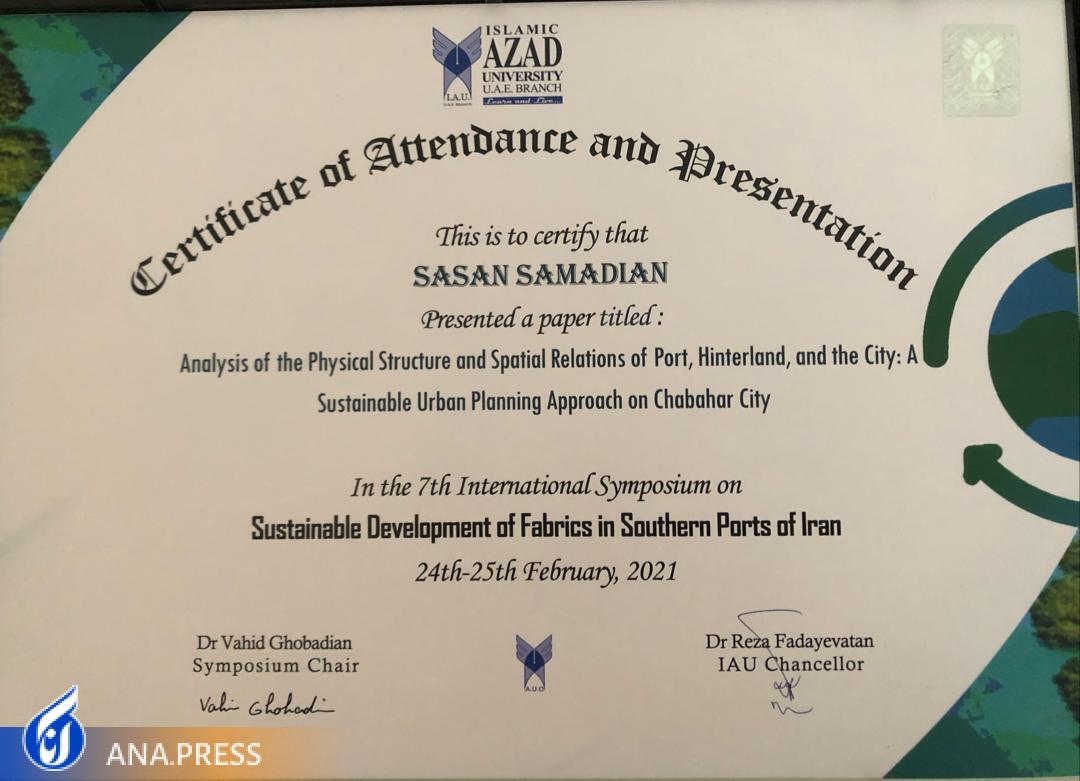 ISLAMIC
AZAD
UNIVERSITY
U.A.E. BRANCH
Learn and Live...
I.A.U.
U.A.E. Branch
Certificate of Attendance and Presentation
This is to certify that
SASAN SAMADIAN
Presented a paper titled :
Analysis of the Physical Structure and Spatial Relations of Port, Hinterland, and the City: A
Sustainable Urban Planning Approach on Chabahar City
In the 7th International Symposium on
Sustainable Development of Fabrics in Southern Ports of Iran
24th-25th February, 2021
Dr Vahid Ghobadian
Symposium Chair
Vahi Ghobadi
Dr Reza Fadayevatan
IAU Chancellor
A.U.O
ANA.PRESS